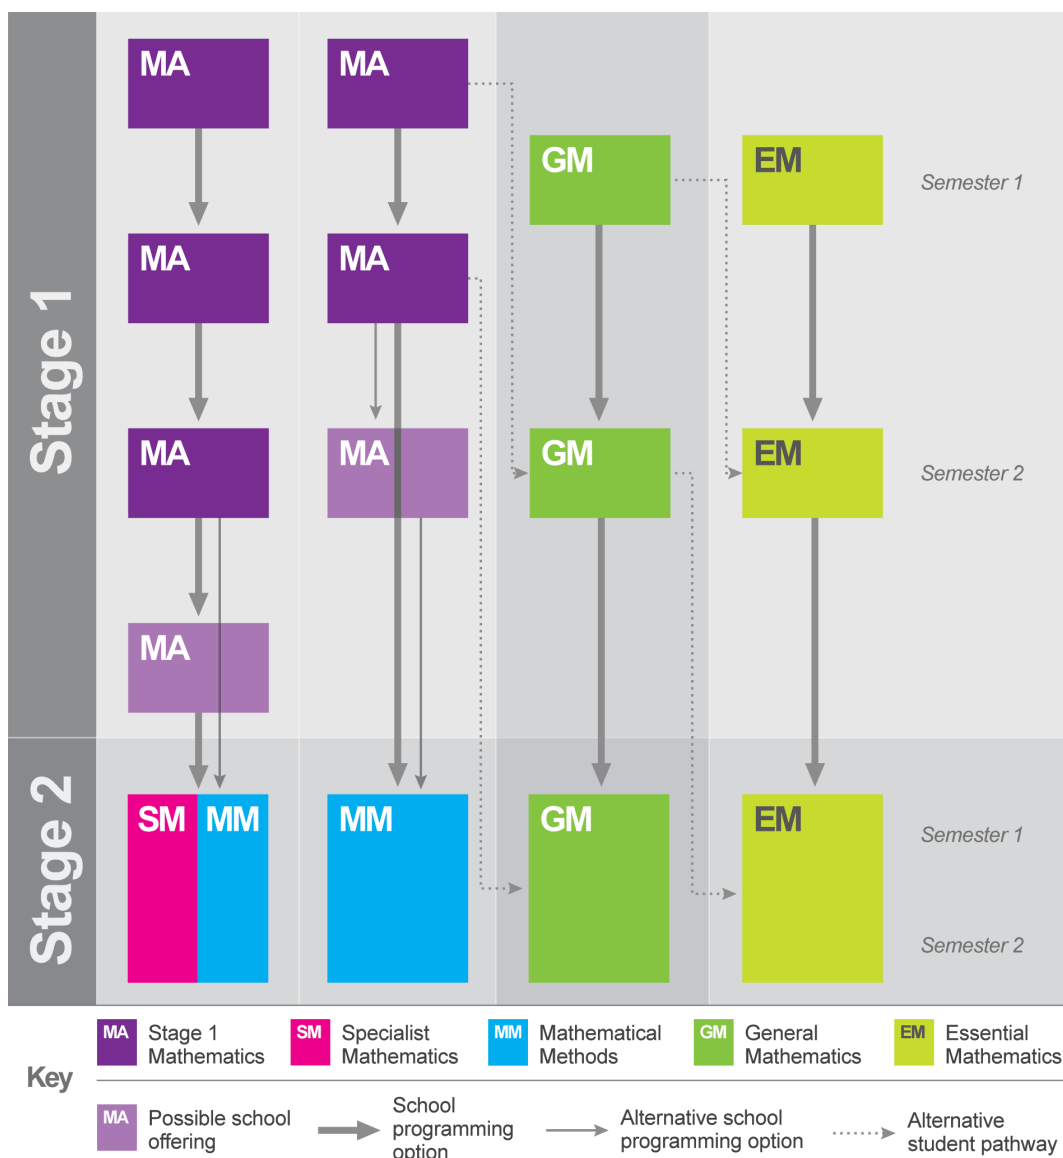 Stage 1
MA
MA
GM
EM
Semester 1
MA
MA
MA
MA
GM
EM
Semester 2
MA
Stage 2
SM
MM
MM
GM
EM
Semester 1
Semester 2
Key
MA
Stage 1
Mathematics
SM
Specialist
Mathematics
MM
Mathematical
Methods
GM
General
Mathematics
EM
Essential
Mathematics
MA
Possible school
offering
School
programming
option
Alternative school
programming option
Alternative
student pathway